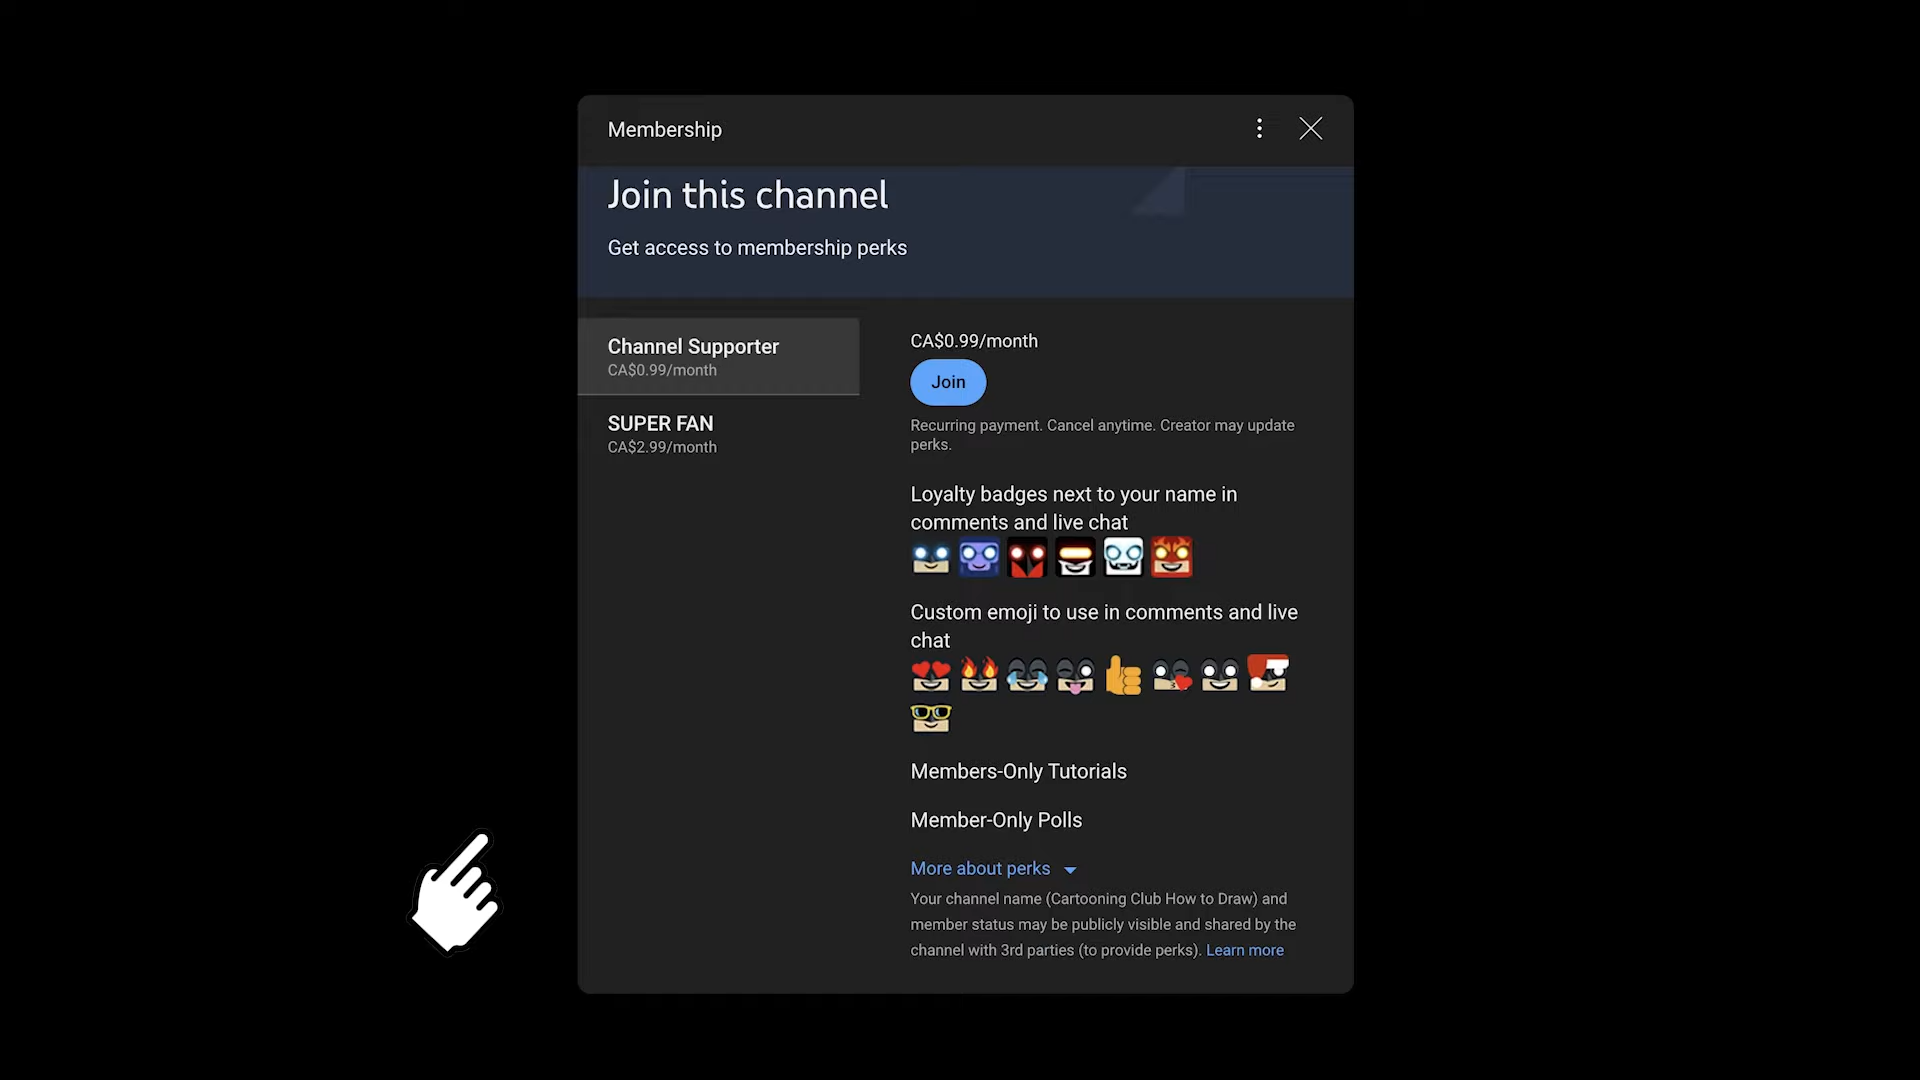 Membership
Join this channel
Get access to membership perks
Channel Supporter
CA$0.99/month
SUPER FAN
CA$2.99/month
CA$0.99/month
Join
Recurring payment. Cancel anytime. Creator may update
perks.
Loyalty badges next to your name in
comments and live chat
Custom emoji to use in comments and live
chat
Members-Only Tutorials
Member-Only Polls
More about perks
Your channel name (Cartooning Club How to Draw) and
member status may be publicly visible and shared by the
channel with 3rd parties (to provide perks). Learn more